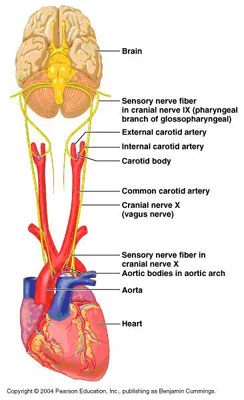 Brain
Sensory nerve fiber
in cranial nerve IX (pharyngeal
branch of glossopharyngeal)
External carotid artery
Internal carotid artery
Carotid body
Common carotid artery
Cranial nerve X
(vagus nerve)
Sensory nerve fiber in
cranial nerve X
Aortic bodies in aortic arch
Aorta
Heart
Copyright © 2004 Pearson Education, Inc., publishing as Benjamin Cummings.